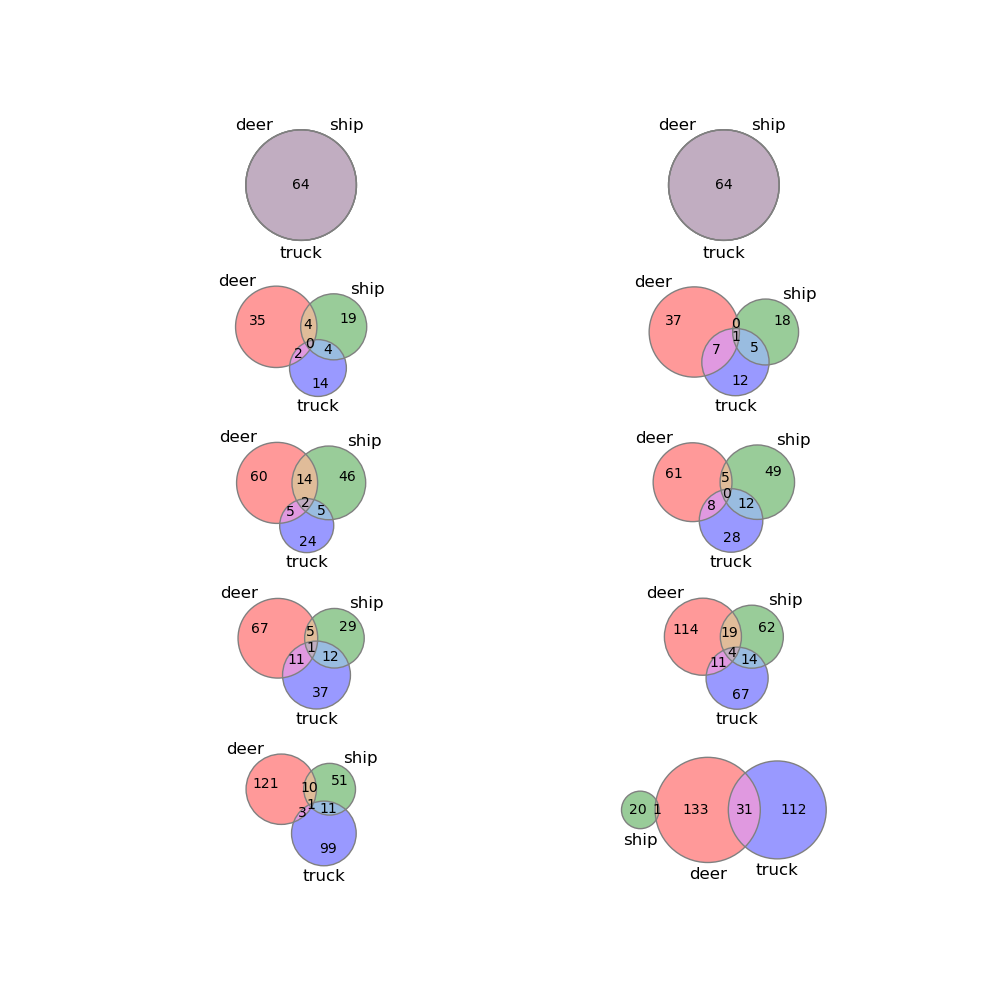 deer ship
64
truck
deer ship
64
truck
deer
ship
35 4 19
0
2 4
14
truck
deer
ship
37 0 18
1
7 5
12
truck
deer
ship
60 14 46
2
5 5
24
truck
deer
ship
61 5 49
0
8 12
28
truck
deer
ship
67 5 29
1
11 12
37
truck
deer
ship
114 19 62
4
11 14
67
truck
deer
ship
121 10 51
1
3 11
99
truck
20 1 133 31 112
ship
deer
truck